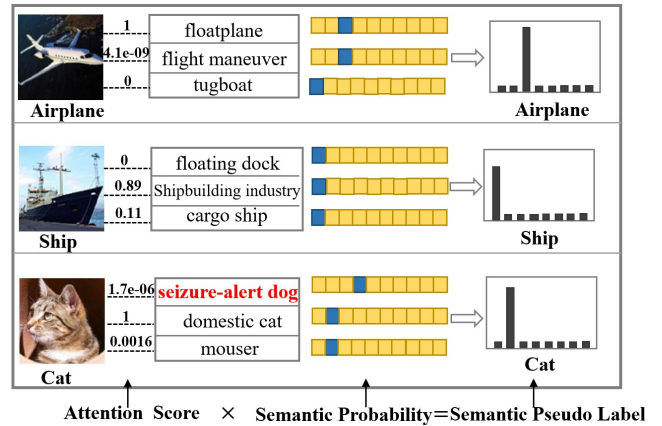 1 floatplane
4.1e-09 flight maneuver
0 tugboat
Airplane Airplane
0 floating dock
0.89 Shipbuilding industry
0.11 cargo ship
Ship Ship
1.7e-06 seizure-alert dog
1 domestic cat
0.0016 mouser
Cat Cat
Attention Score × Semantic Probability=Semantic Pseudo Label